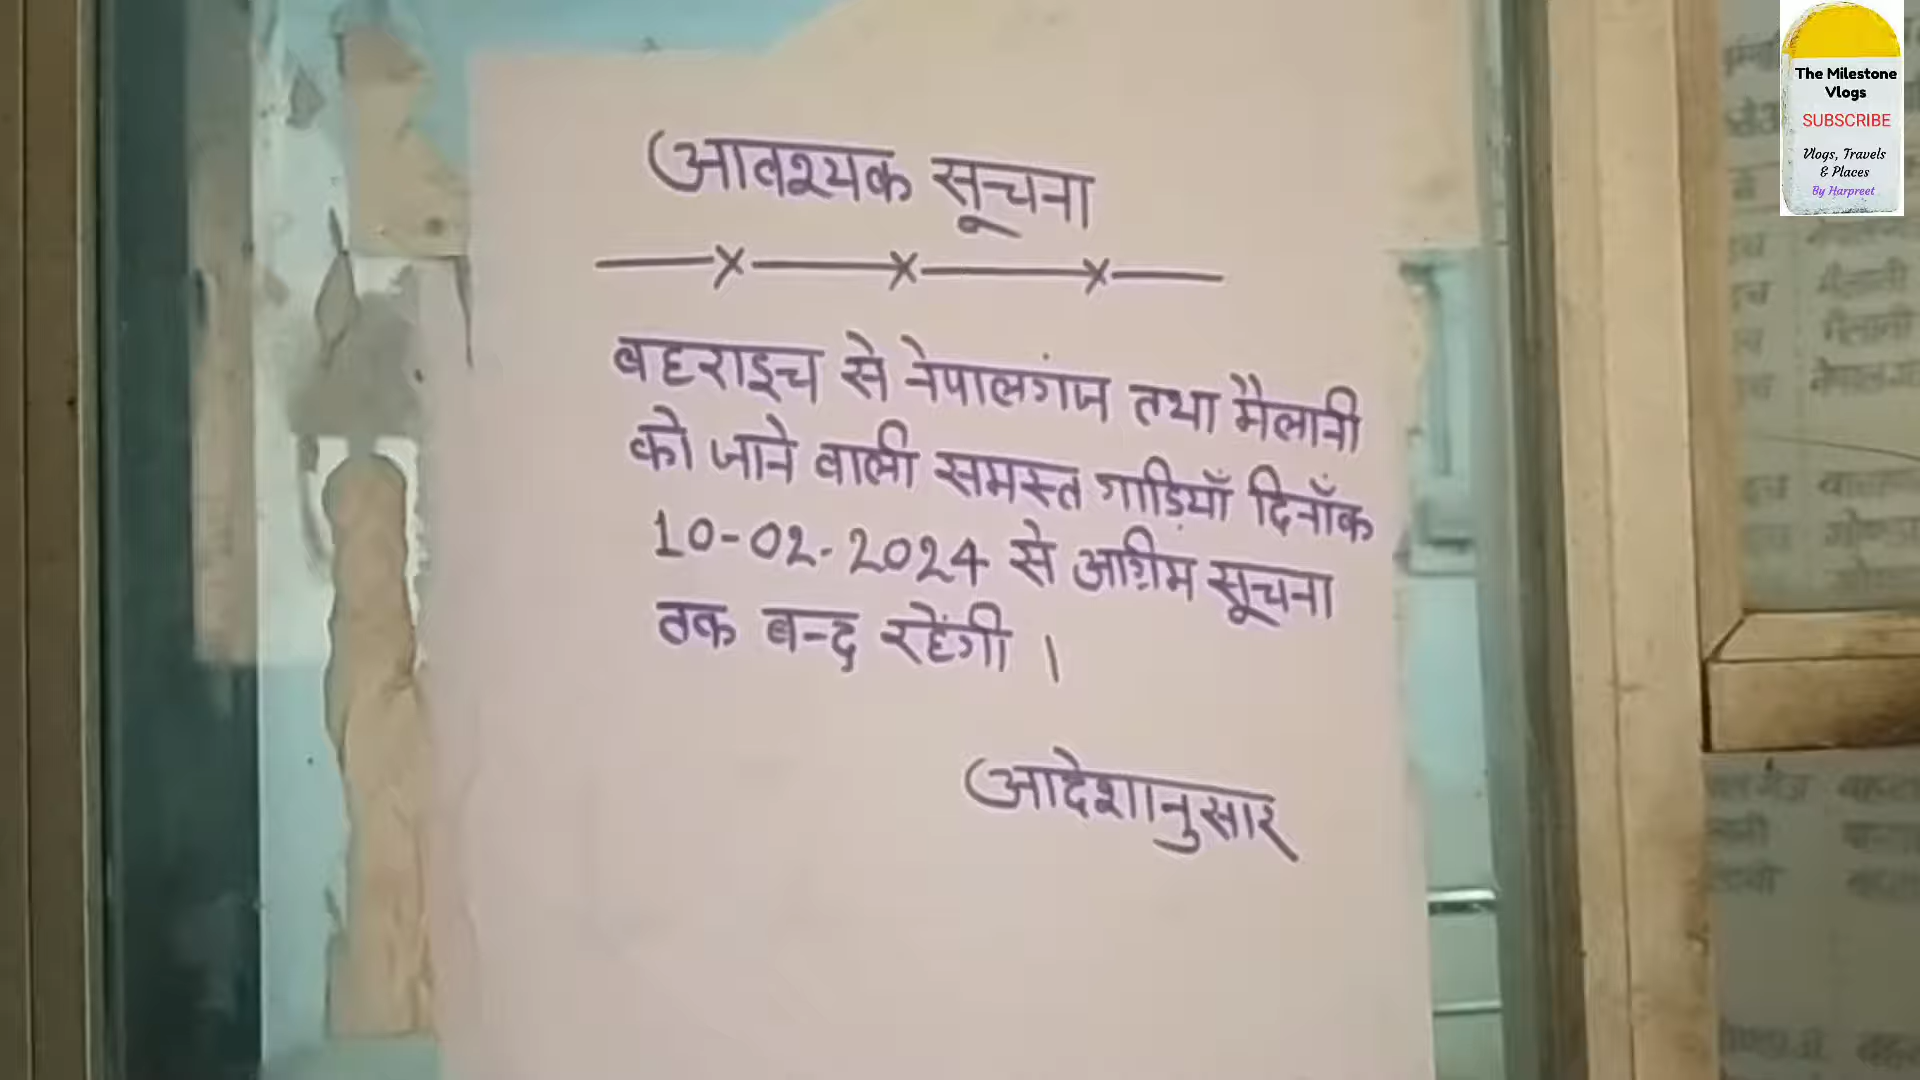 आवश्यक सूचना
बहराइच से नेपालगंज तथा मैलानी
को जाने वाली समस्त गाड़ियाँ दिनाँक
10-02-2024 से अग्रिम सूचना
तक बन्द रहेंगी ।
आदेशानुसार
The Milestone
Vlogs
SUBSCRIBE
Vlogs, Travels
& Places
By Harpreet